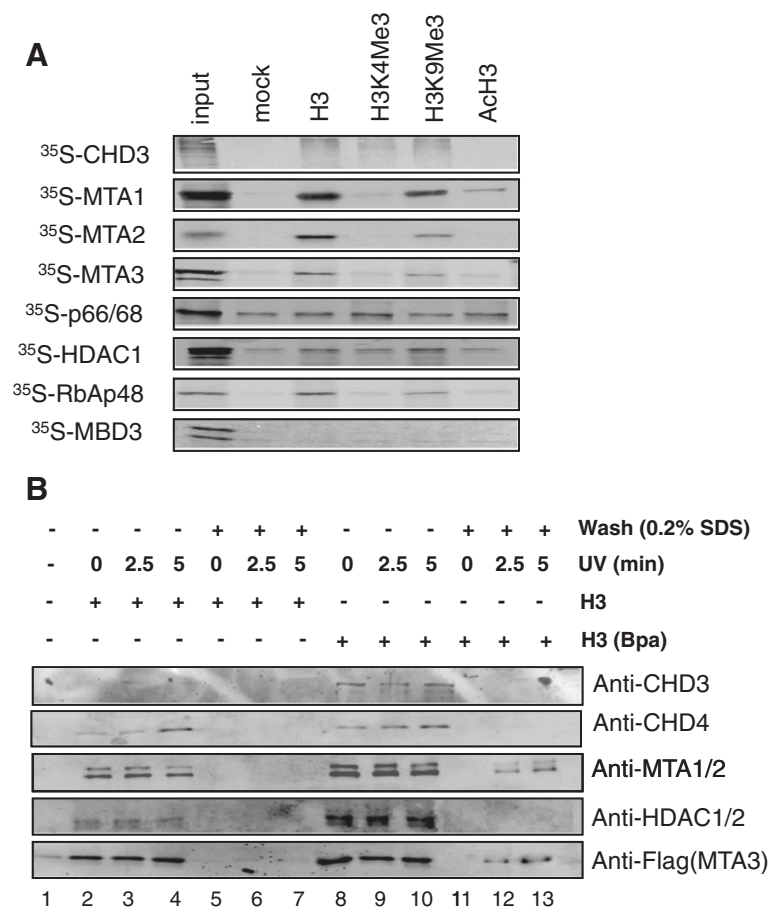 A
input mock H3 H3K4Me3 H3K9Me3 AcH3
³⁵S-CHD3
³⁵S-MTA1
³⁵S-MTA2
³⁵S-MTA3
³⁵S-p66/68
³⁵S-HDAC1
³⁵S-RbAp48
³⁵S-MBD3
B
- - - - + + + - - - + + + Wash (0.2% SDS)
- 0 2.5 5 0 2.5 5 0 2.5 5 0 2.5 5 UV (min)
- + + + + + + - - - - - - H3
- - - - - - - + + + + + + H3 (Bpa)
Anti-CHD3
Anti-CHD4
Anti-MTA1/2
Anti-HDAC1/2
Anti-Flag(MTA3)
1 2 3 4 5 6 7 8 9 10 11 12 13